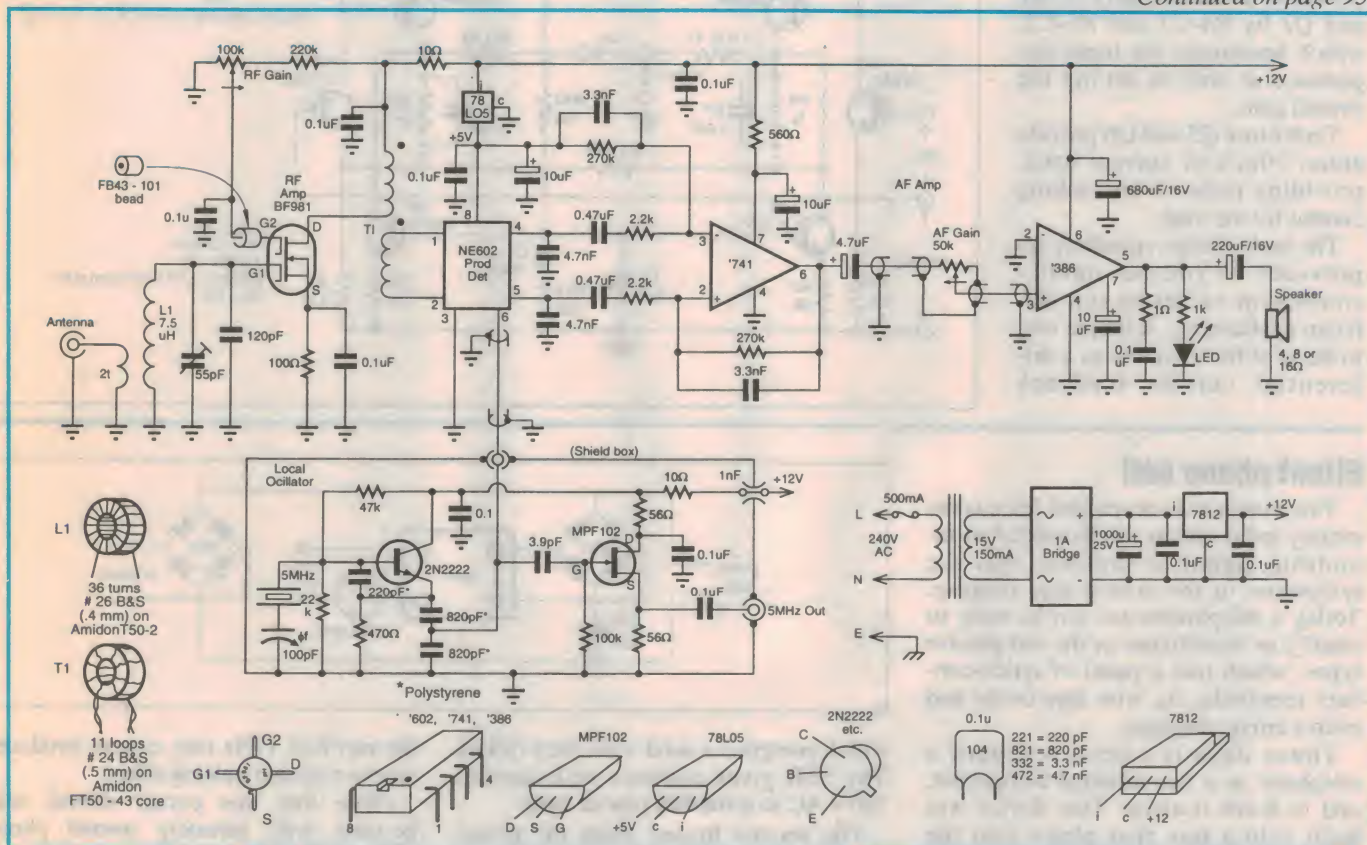 Continued on page 95
100k
220k
10Ω
RF Gain
+12V
0.1uF
i
78
L05
c
3.3nF
0.1uF
560Ω
+5V
270k
FB43 - 101
bead
RF
Amp
BF981
0.1u
G2
D
G1
S
T1
0.1uF
10uF
0.47uF
2.2k
10uF
AF Amp
680uF/16V
8
NE602
Prod
Det
1
2
3
4
5
6
4.7nF
0.47uF
2.2k
4.7nF
'741
3
2
7
4
6
4.7uF
AF Gain
50k
'386
2
3
6
4
5
7
220uF/16V
Speaker
4, 8 or
16Ω
Antenna
2t
L1
7.5
uH
55pF
120pF
100Ω
0.1uF
270k
3.3nF
10
uF
1Ω
0.1
uF
1k
LED
Local
Ocillator
(Shield box)
1nF
+12V
10Ω
47k
0.1
56Ω
MPF102
D
G
S
0.1uF
3.9pF
2N2222
5MHz
22
k
220pF*
820pF*
470Ω
820pF*
100pF
100k
56Ω
0.1uF
5MHz Out
*Polystyrene
L
500mA
240V
AC
N
E
15V
150mA
1A
Bridge
1000u
25V
i
7812
c
+12V
0.1uF
0.1uF
L1
36 turns
# 26 B&S
(.4 mm) on
AmidonT50-2
T1
11 loops
# 24 B&S
(.5 mm) on
Amidon
FT50 - 43 core
G2
G1
D
S
'602, '741, '386
8
1
4
MPF102
D S G
78L05
+5V c i
2N2222
etc.
C
B
E
0.1u
104
221 = 220 pF
821 = 820 pF
332 = 3.3 nF
472 = 4.7 nF
7812
i c +12